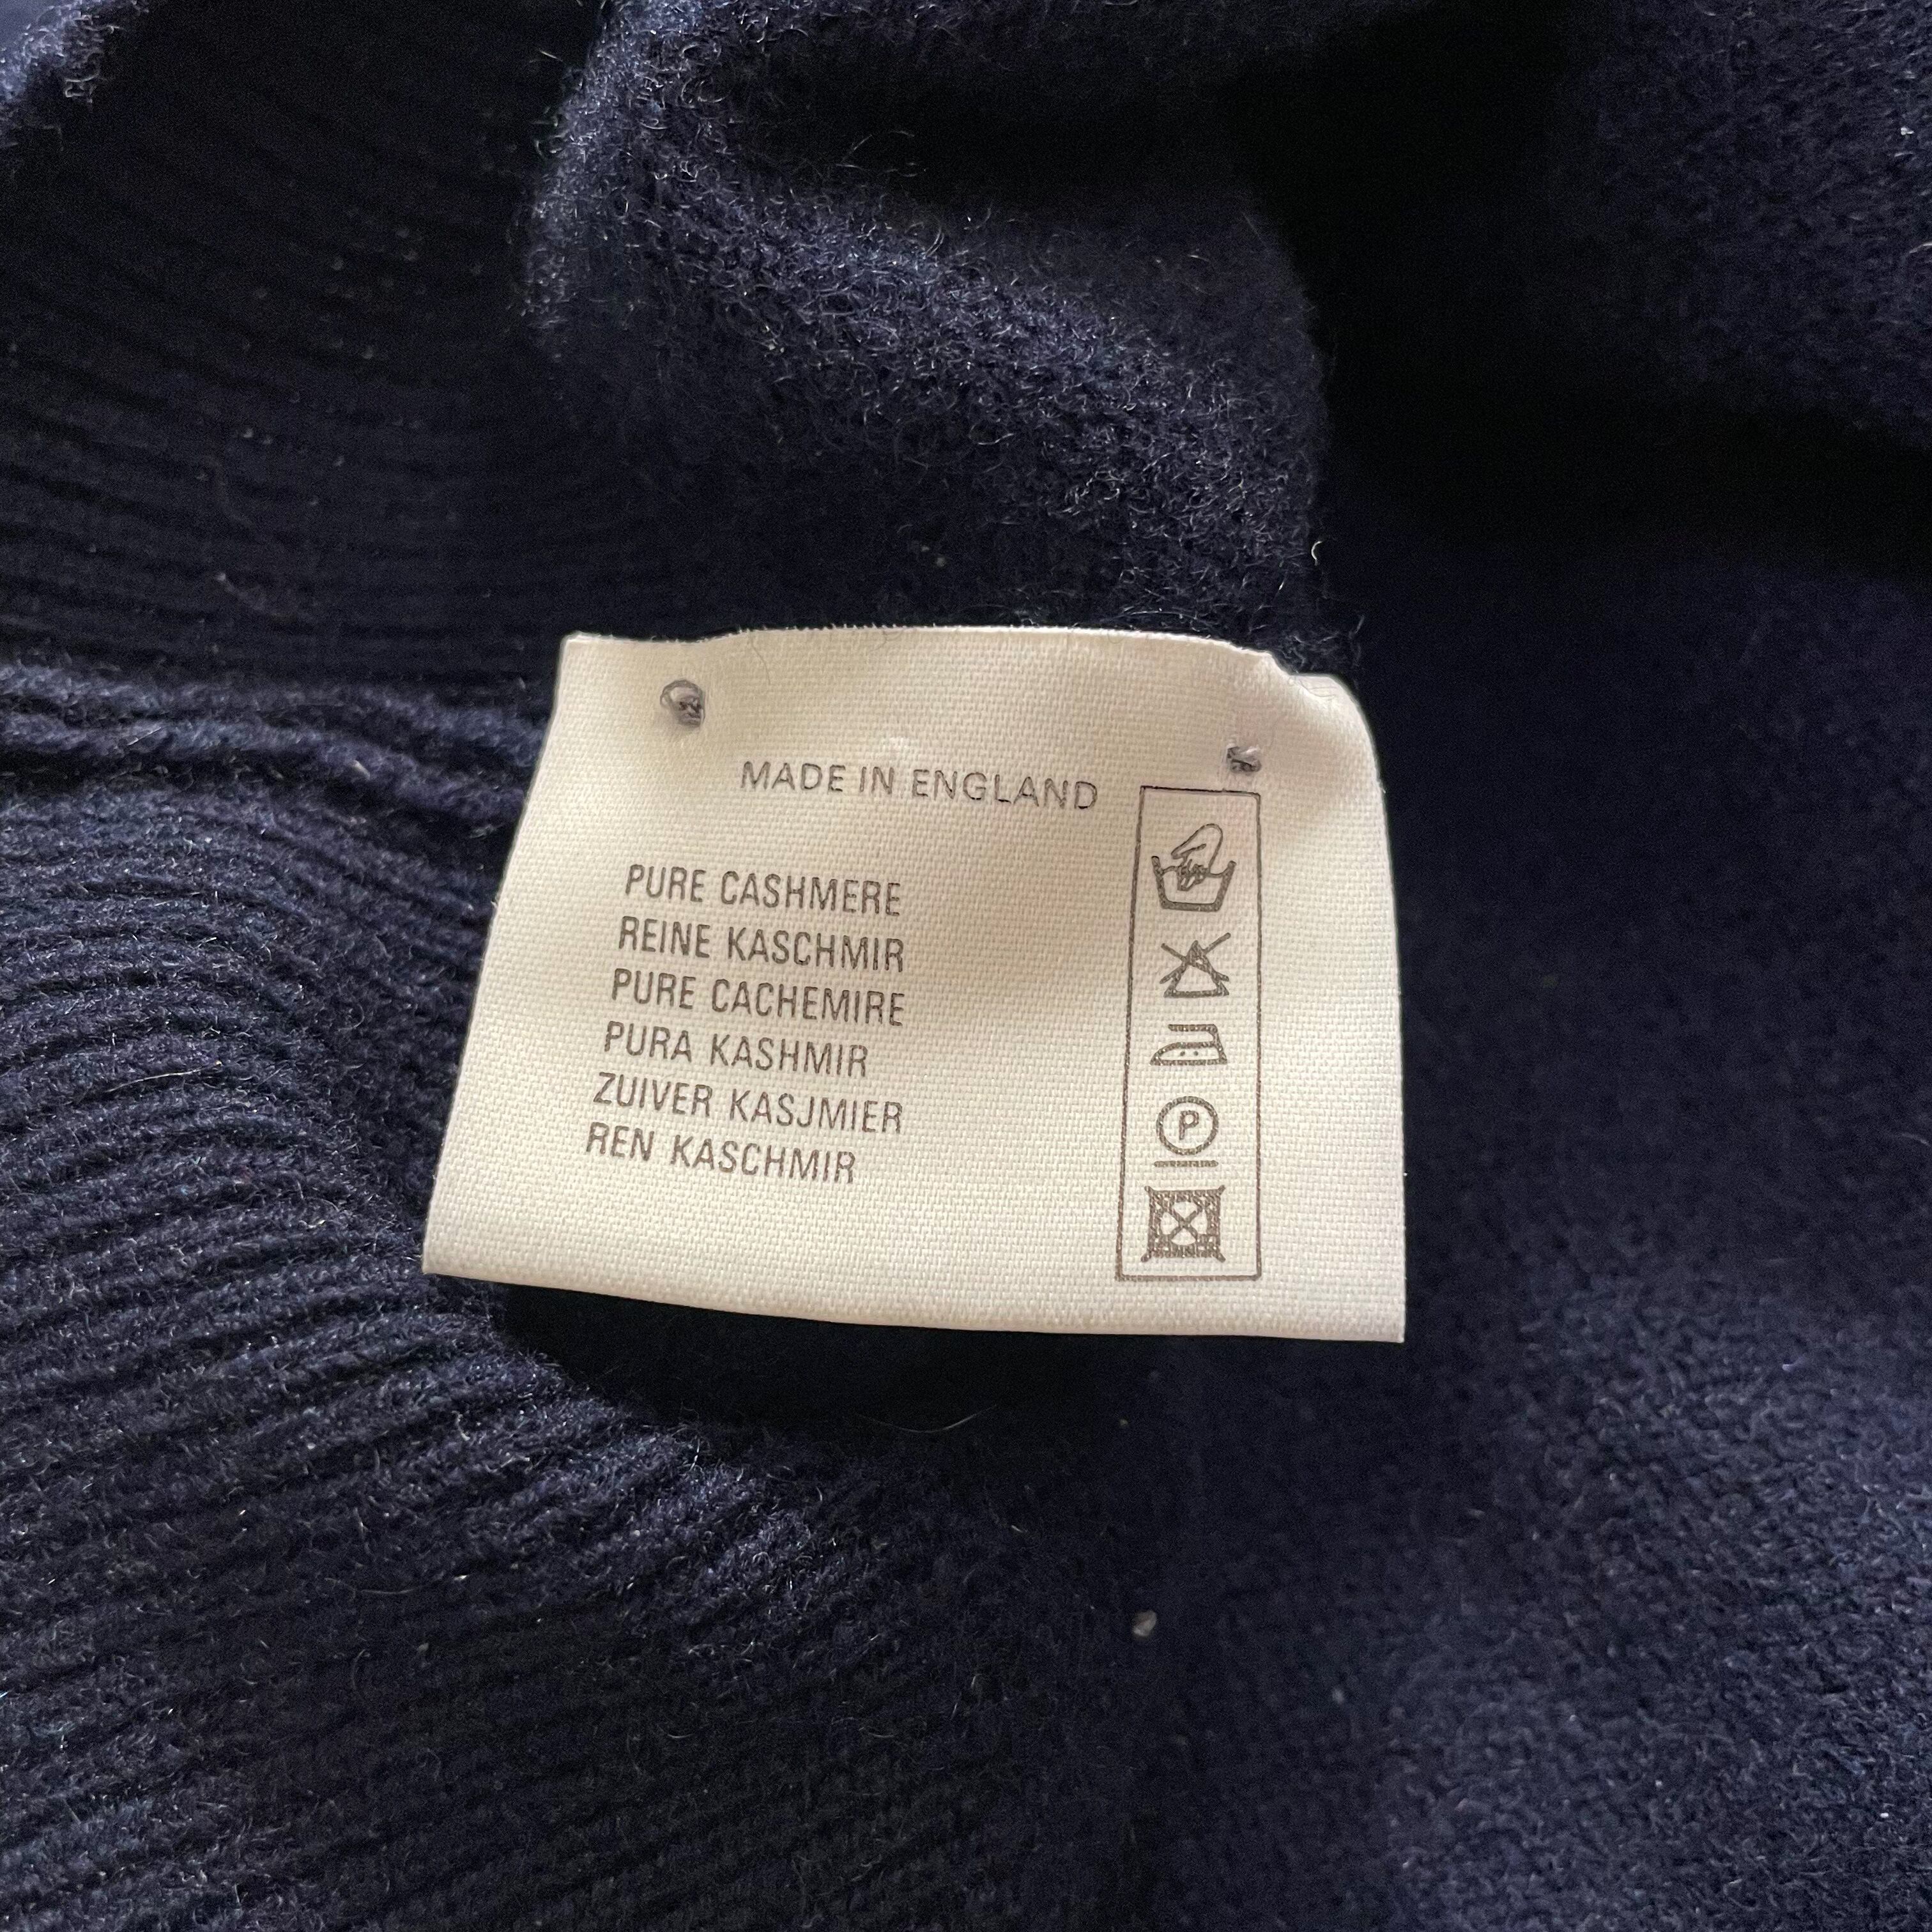 MADE IN ENGLAND
PURE CASHMERE
REINE KASCHMIR
PURE CACHEMIRE
PURA KASHMIR
ZUIVER KASJMIER
REN KASCHMIR
P